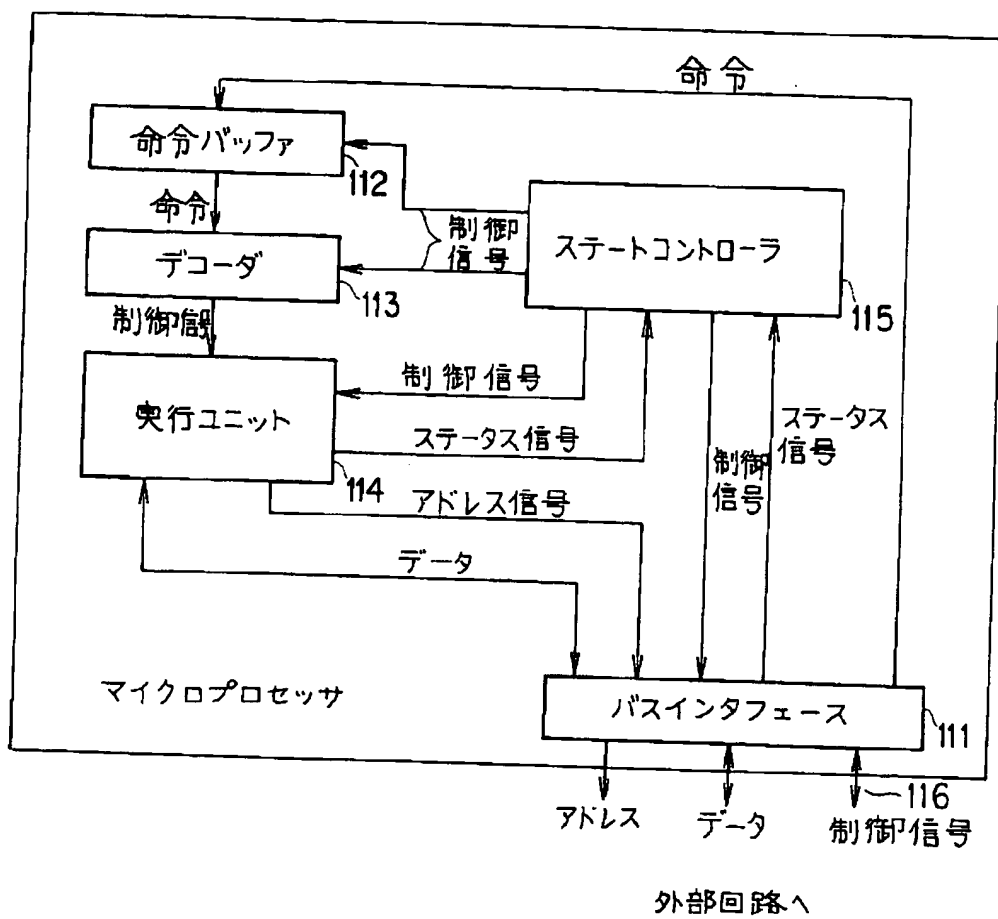 命令
命令バッファ
112
命令
制御
信号
ステートコントローラ
115
デコーダ
113
制御信号
制御信号
実行ユニット
114
ステータス信号
アドレス信号
データ
制御
信号
ステータス
信号
マイクロプロセッサ
バスインタフェース
111
アドレス
データ
116
制御信号
外部回路へ